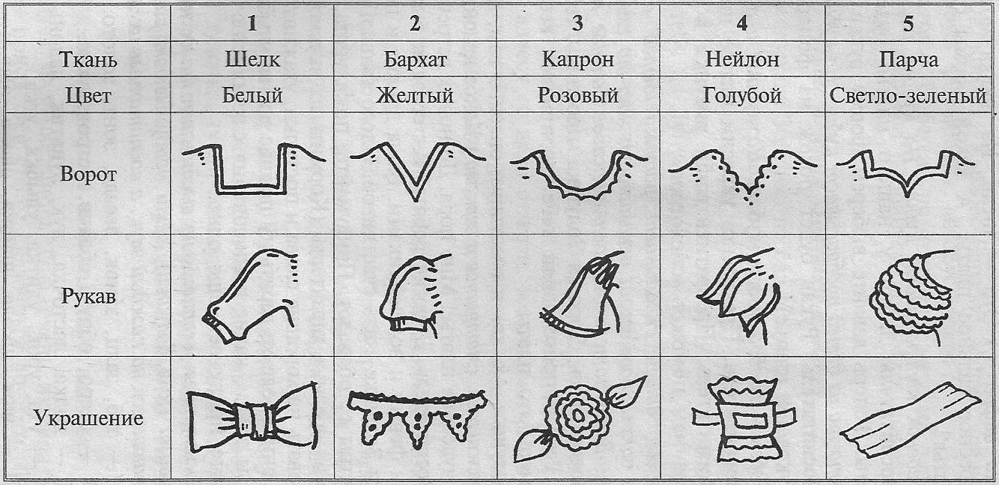 1 2 3 4 5
Ткань Шелк Бархат Капрон Нейлон Парча
Цвет Белый Желтый Розовый Голубой Светло-зеленый
Ворот
Рукав
Украшение